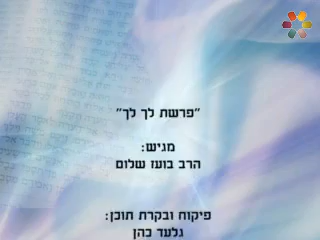 "פרשת לך לך"
מגיש:
הרב בועז שלום
פיקוח ובקרת תוכן:
גלעד כהן